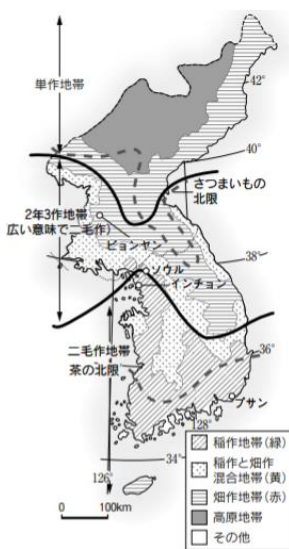 単作地帯
42°
40°
さつまいもの
北限
2年3作地帯
(広い意味で二毛作)
ピョンヤン
38°
ソウル
インチョン
二毛作地帯
茶の北限
36°
プサン
128°
34°
126°
0 100km
稲作地帯(緑)
稲作と畑作
混合地帯(黄)
畑作地帯(赤)
高原地帯
その他